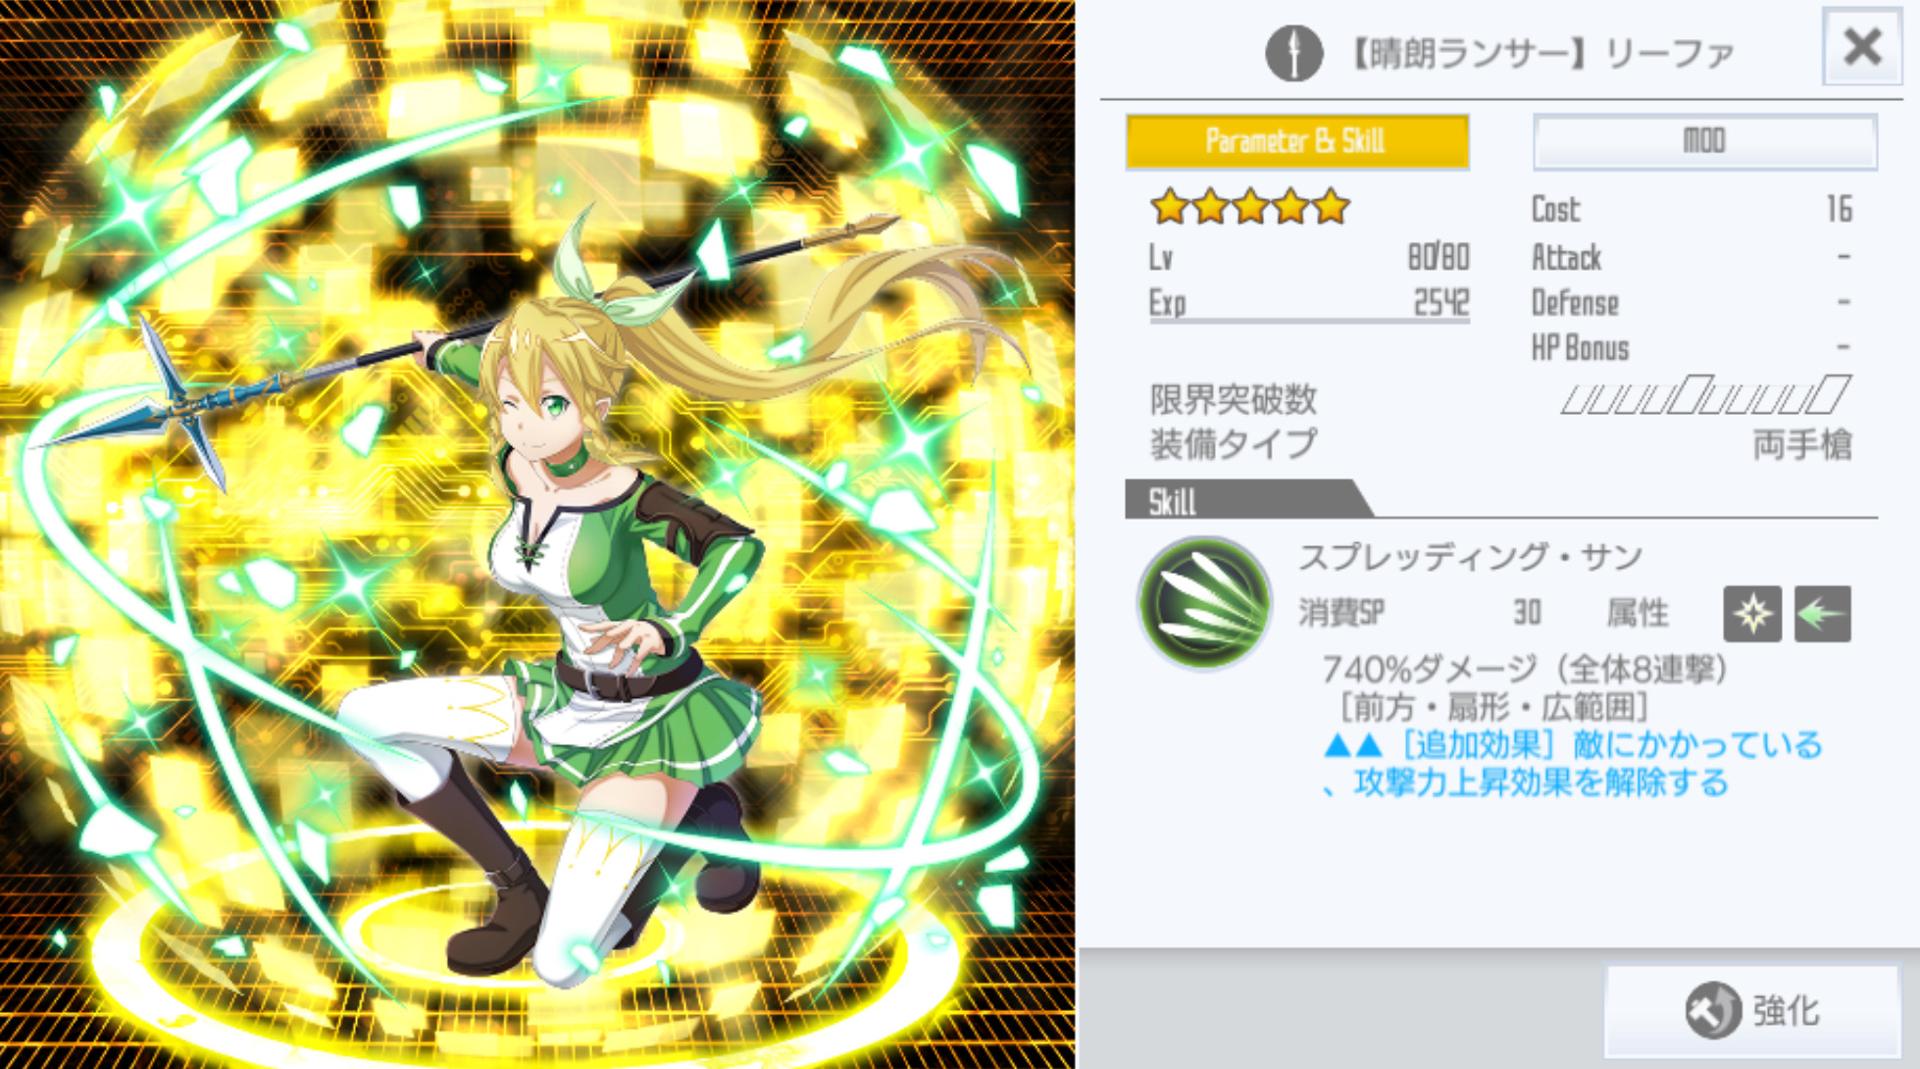 【晴朗ランサー】リーファ
Parameter & Skill
MOD
Lv 80/80
Exp 2542
Cost 16
Attack -
Defense -
HP Bonus -
限界突破数
装備タイプ 両手槍
Skill
スプレッディング・サン
消費SP 30 属性
740%ダメージ（全体8連撃）
［前方・扇形・広範囲］
▲▲［追加効果］敵にかかっている
、攻撃力上昇効果を解除する
強化